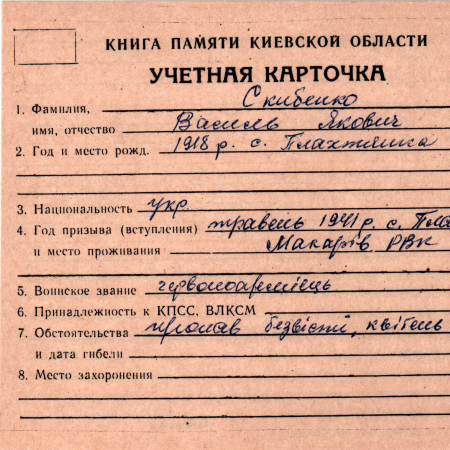 КНИГА ПАМЯТИ КИЕВСКОЙ ОБЛАСТИ
УЧЕТНАЯ КАРТОЧКА
1. Фамилия, Скибенко
имя, отчество Василь Якович
2. Год и место рожд. 1918 р. с. Плахтянка
3. Национальность укр
4. Год призыва (вступления) травень 1941 р. с. Пла
и место проживания Макарів РВК
5. Воинское звание червоноармієць
6. Принадлежность к КПСС, ВЛКСМ
7. Обстоятельства пропав безвісті, квітень
и дата гибели
8. Место захоронения